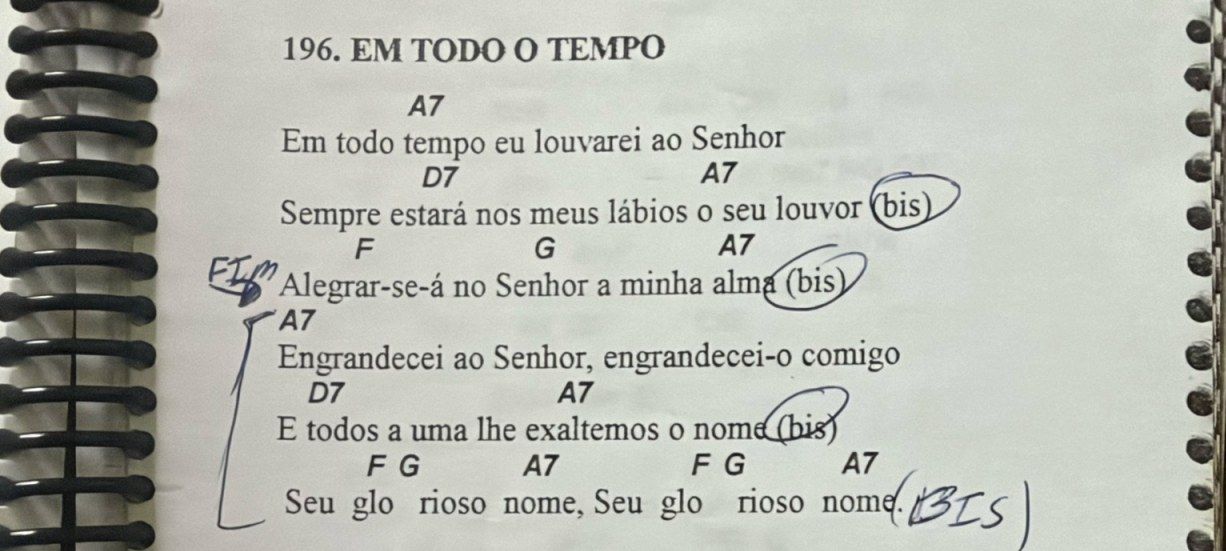 196. EM TODO O TEMPO
A7
Em todo tempo eu louvarei ao Senhor
D7 A7
Sempre estará nos meus lábios o seu louvor (bis)
F G A7
FIM Alegrar-se-á no Senhor a minha alma (bis)
A7
Engrandecei ao Senhor, engrandecei-o comigo
D7 A7
E todos a uma lhe exaltemos o nome (bis)
F G A7 F G A7
Seu glo rioso nome, Seu glo rioso nome. (BIS)